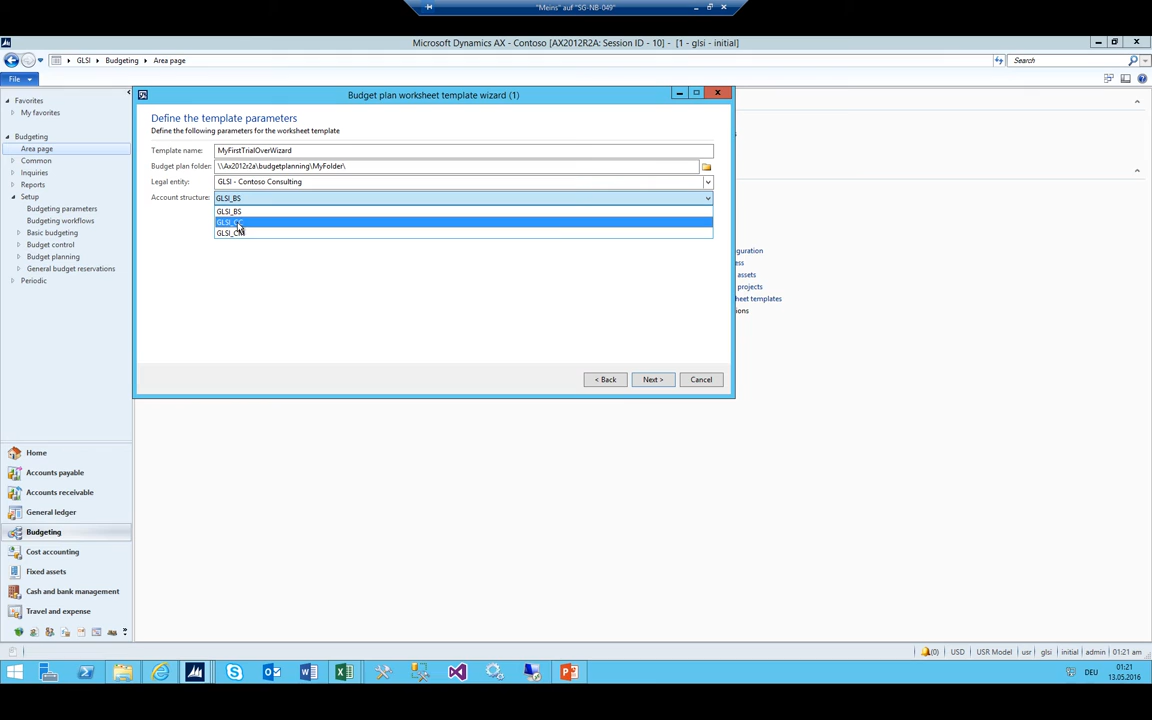 "Meins" auf "SG-NB-049"
Microsoft Dynamics AX - Contoso [AX2012R2A: Session ID - 10] - [1 - glsi - initial]
GLSI
Budgeting
Area page
Search
File
Favorites
My favorites
Budgeting
Area page
Common
Inquiries
Reports
Setup
Budgeting parameters
Budgeting workflows
Basic budgeting
Budget control
Budget planning
General budget reservations
Periodic
Budget plan worksheet template wizard (1)
Define the template parameters
Define the following parameters for the worksheet template
Template name: MyFirstTrialOverWizard
Budget plan folder: \\Ax2012r2a\budgetplanning\MyFolder\
Legal entity: GLSI - Contoso Consulting
Account structure: GLSI_BS
GLSI_BS
< Back
Next >
Cancel
Home
Accounts payable
Accounts receivable
General ledger
Budgeting
Cost accounting
Fixed assets
Cash and bank management
Travel and expense
(0)
USD
USR Model
usr
glsi
initial
admin
01:21 am
DEU
01:21
13.05.2016